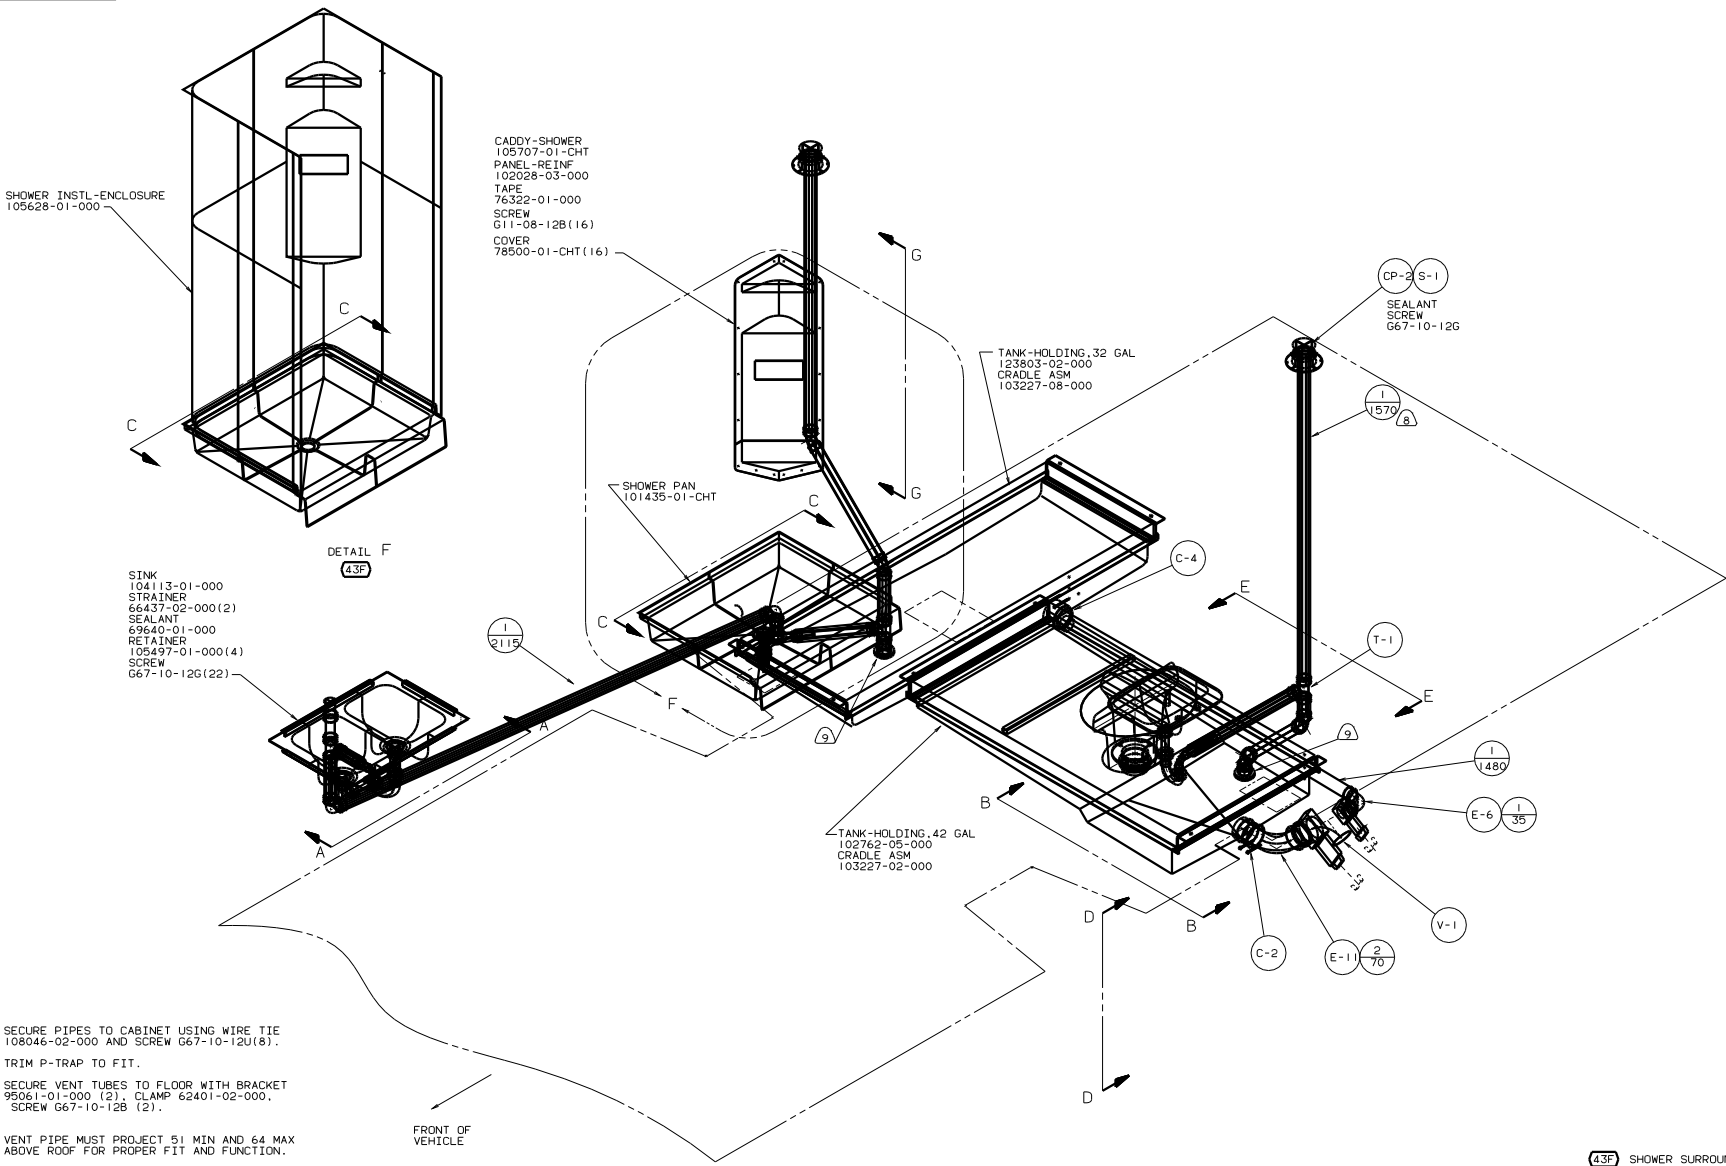 SHOWER INSTL-ENCLOSURE
105628-01-000
C
C
DETAIL F
43F
CADDY-SHOWER
105707-01-CHT
PANEL-REINF
102028-03-000
TAPE
76322-01-000
SCREW
G11-08-12B(16)
COVER
78500-01-CHT(16)
G
G
CP-2
S-1
SEALANT
SCREW
G67-10-12G
TANK-HOLDING,32 GAL
123803-02-000
CRADLE ASM
103227-08-000
1
1570
8
SHOWER PAN
101435-01-CHT
C
C
C-4
E
E
T-1
SINK
104113-01-000
STRAINER
66437-02-000(2)
SEALANT
69640-01-000
RETAINER
105497-01-000(4)
SCREW
G67-10-12G(22)
1
2115
F
A
A
9
9
1
1480
B
B
E-6
1
35
TANK-HOLDING,42 GAL
102762-05-000
CRADLE ASM
103227-02-000
D
D
V-1
C-2
E-11
2
70
SECURE PIPES TO CABINET USING WIRE TIE
108046-02-000 AND SCREW G67-10-12U(8).
TRIM P-TRAP TO FIT.
SECURE VENT TUBES TO FLOOR WITH BRACKET
95061-01-000 (2), CLAMP 62401-02-000,
SCREW G67-10-12B (2).
VENT PIPE MUST PROJECT 51 MIN AND 64 MAX
ABOVE ROOF FOR PROPER FIT AND FUNCTION.
FRONT OF
VEHICLE
43F SHOWER SURROUN